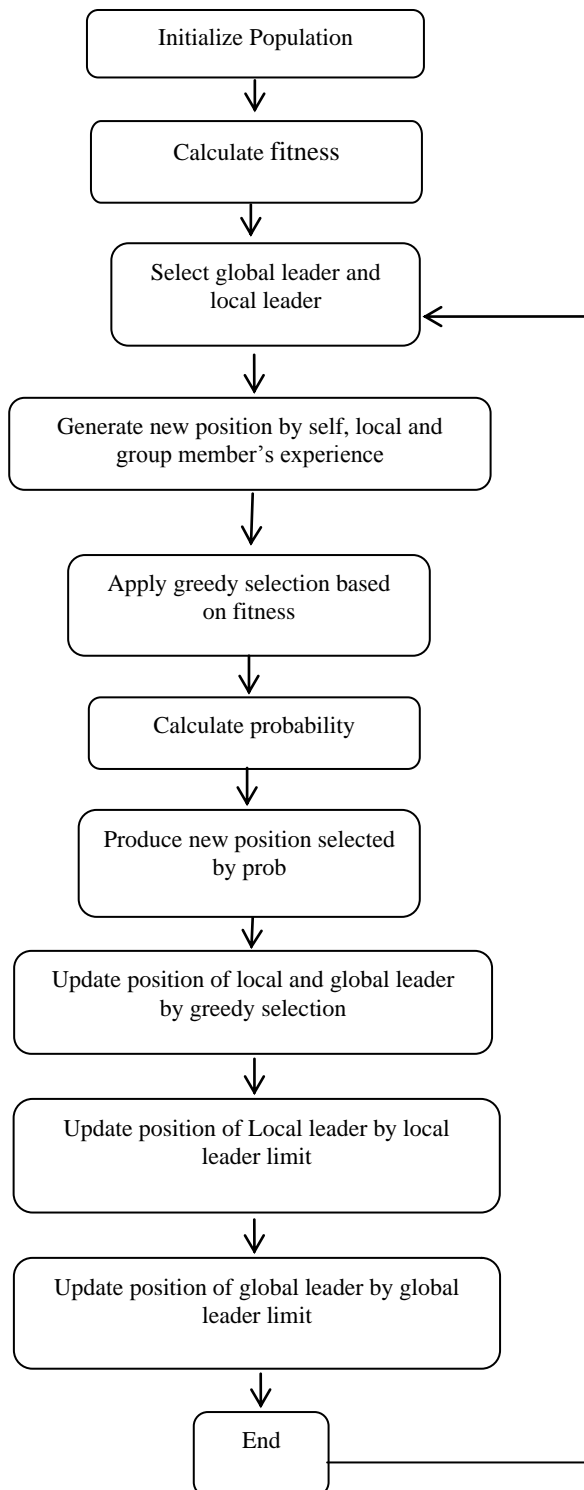 Initialize Population
Calculate fitness
Select global leader and
local leader
Generate new position by self, local and
group member’s experience
Apply greedy selection based
on fitness
Calculate probability
Produce new position selected
by prob
Update position of local and global leader
by greedy selection
Update position of Local leader by local
leader limit
Update position of global leader by global
leader limit
End